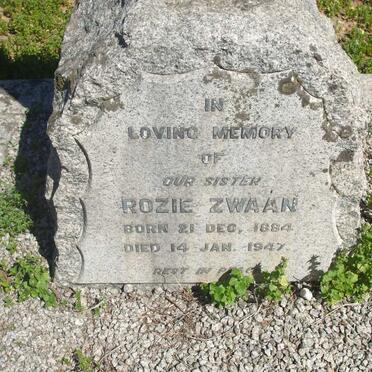 IN
LOVING MEMORY
OF
OUR SISTER
ROZIE ZWAAN
BORN 21 DEC, 1884
DIED 14 JAN. 1947.
REST IN